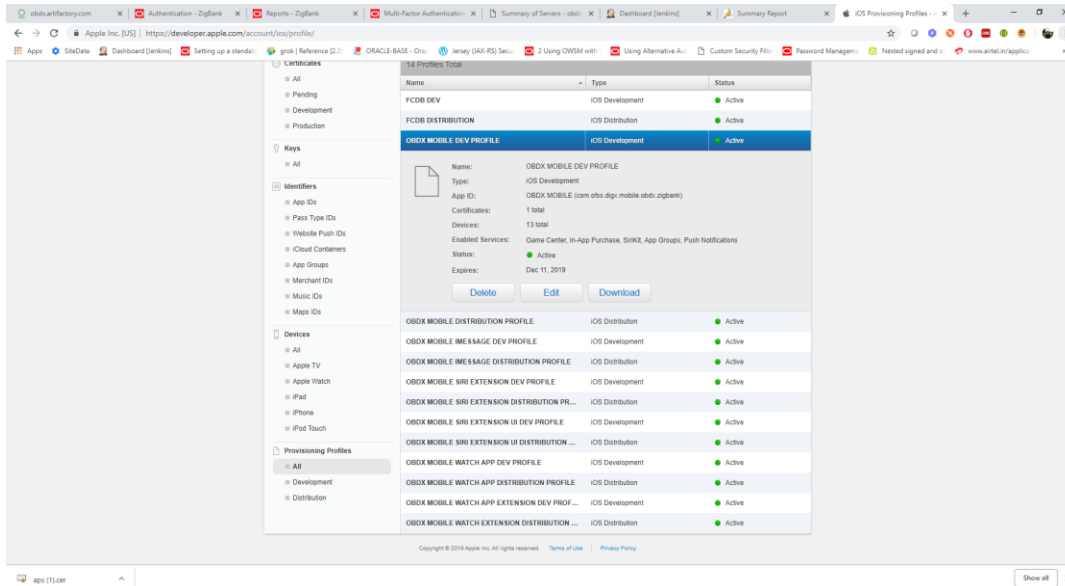 obdx.artifactory.com
Authentication - ZigBank
Reports - ZigBank
Multi-Factor Authentication
Summary of Servers - obdx
Dashboard [Jenkins]
Summary Report
iOS Provisioning Profiles - A
Apple Inc. [US] | https://developer.apple.com/account/ios/profile/
Apps SiteData Dashboard [Jenkins] Setting up a standalo grok | Reference [2.3] ORACLE-BASE - Orac Jersey (JAX-RS) Secur 2 Using OWSM with Using Alternative Aut Custom Security Filte Password Manageme Nested signed and e www.airtel.in/applica
Certificates
All
Pending
Development
Production
Keys
All
Identifiers
App IDs
Pass Type IDs
Website Push IDs
iCloud Containers
App Groups
Merchant IDs
Music IDs
Maps IDs
Devices
All
Apple TV
Apple Watch
iPad
iPhone
iPod Touch
Provisioning Profiles
All
Development
Distribution
14 Profiles Total
Name Type Status
FCDB DEV iOS Development Active
FCDB DISTRIBUTION iOS Distribution Active
OBDX MOBILE DEV PROFILE iOS Development Active
Name: OBDX MOBILE DEV PROFILE
Type: iOS Development
App ID: OBDX MOBILE (com.ofss.digx.mobile.obdx.zigbank)
Certificates: 1 total
Devices: 13 total
Enabled Services: Game Center, In-App Purchase, SiriKit, App Groups, Push Notifications
Status: Active
Expires: Dec 11, 2019
Delete Edit Download
OBDX MOBILE DISTRIBUTION PROFILE iOS Distribution Active
OBDX MOBILE IMESSAGE DEV PROFILE iOS Development Active
OBDX MOBILE IMESSAGE DISTRIBUTION PROFILE iOS Distribution Active
OBDX MOBILE SIRI EXTENSION DEV PROFILE iOS Development Active
OBDX MOBILE SIRI EXTENSION DISTRIBUTION PR... iOS Distribution Active
OBDX MOBILE SIRI EXTENSION UI DEV PROFILE iOS Development Active
OBDX MOBILE SIRI EXTENSION UI DISTRIBUTION ... iOS Distribution Active
OBDX MOBILE WATCH APP DEV PROFILE iOS Development Active
OBDX MOBILE WATCH APP DISTRIBUTION PROFILE iOS Distribution Active
OBDX MOBILE WATCH APP EXTENSION DEV PROF... iOS Development Active
OBDX MOBILE WATCH EXTENSION DISTRIBUTION ... iOS Distribution Active
Copyright © 2018 Apple Inc. All rights reserved. Terms of Use | Privacy Policy
aps (1).cer
Show all